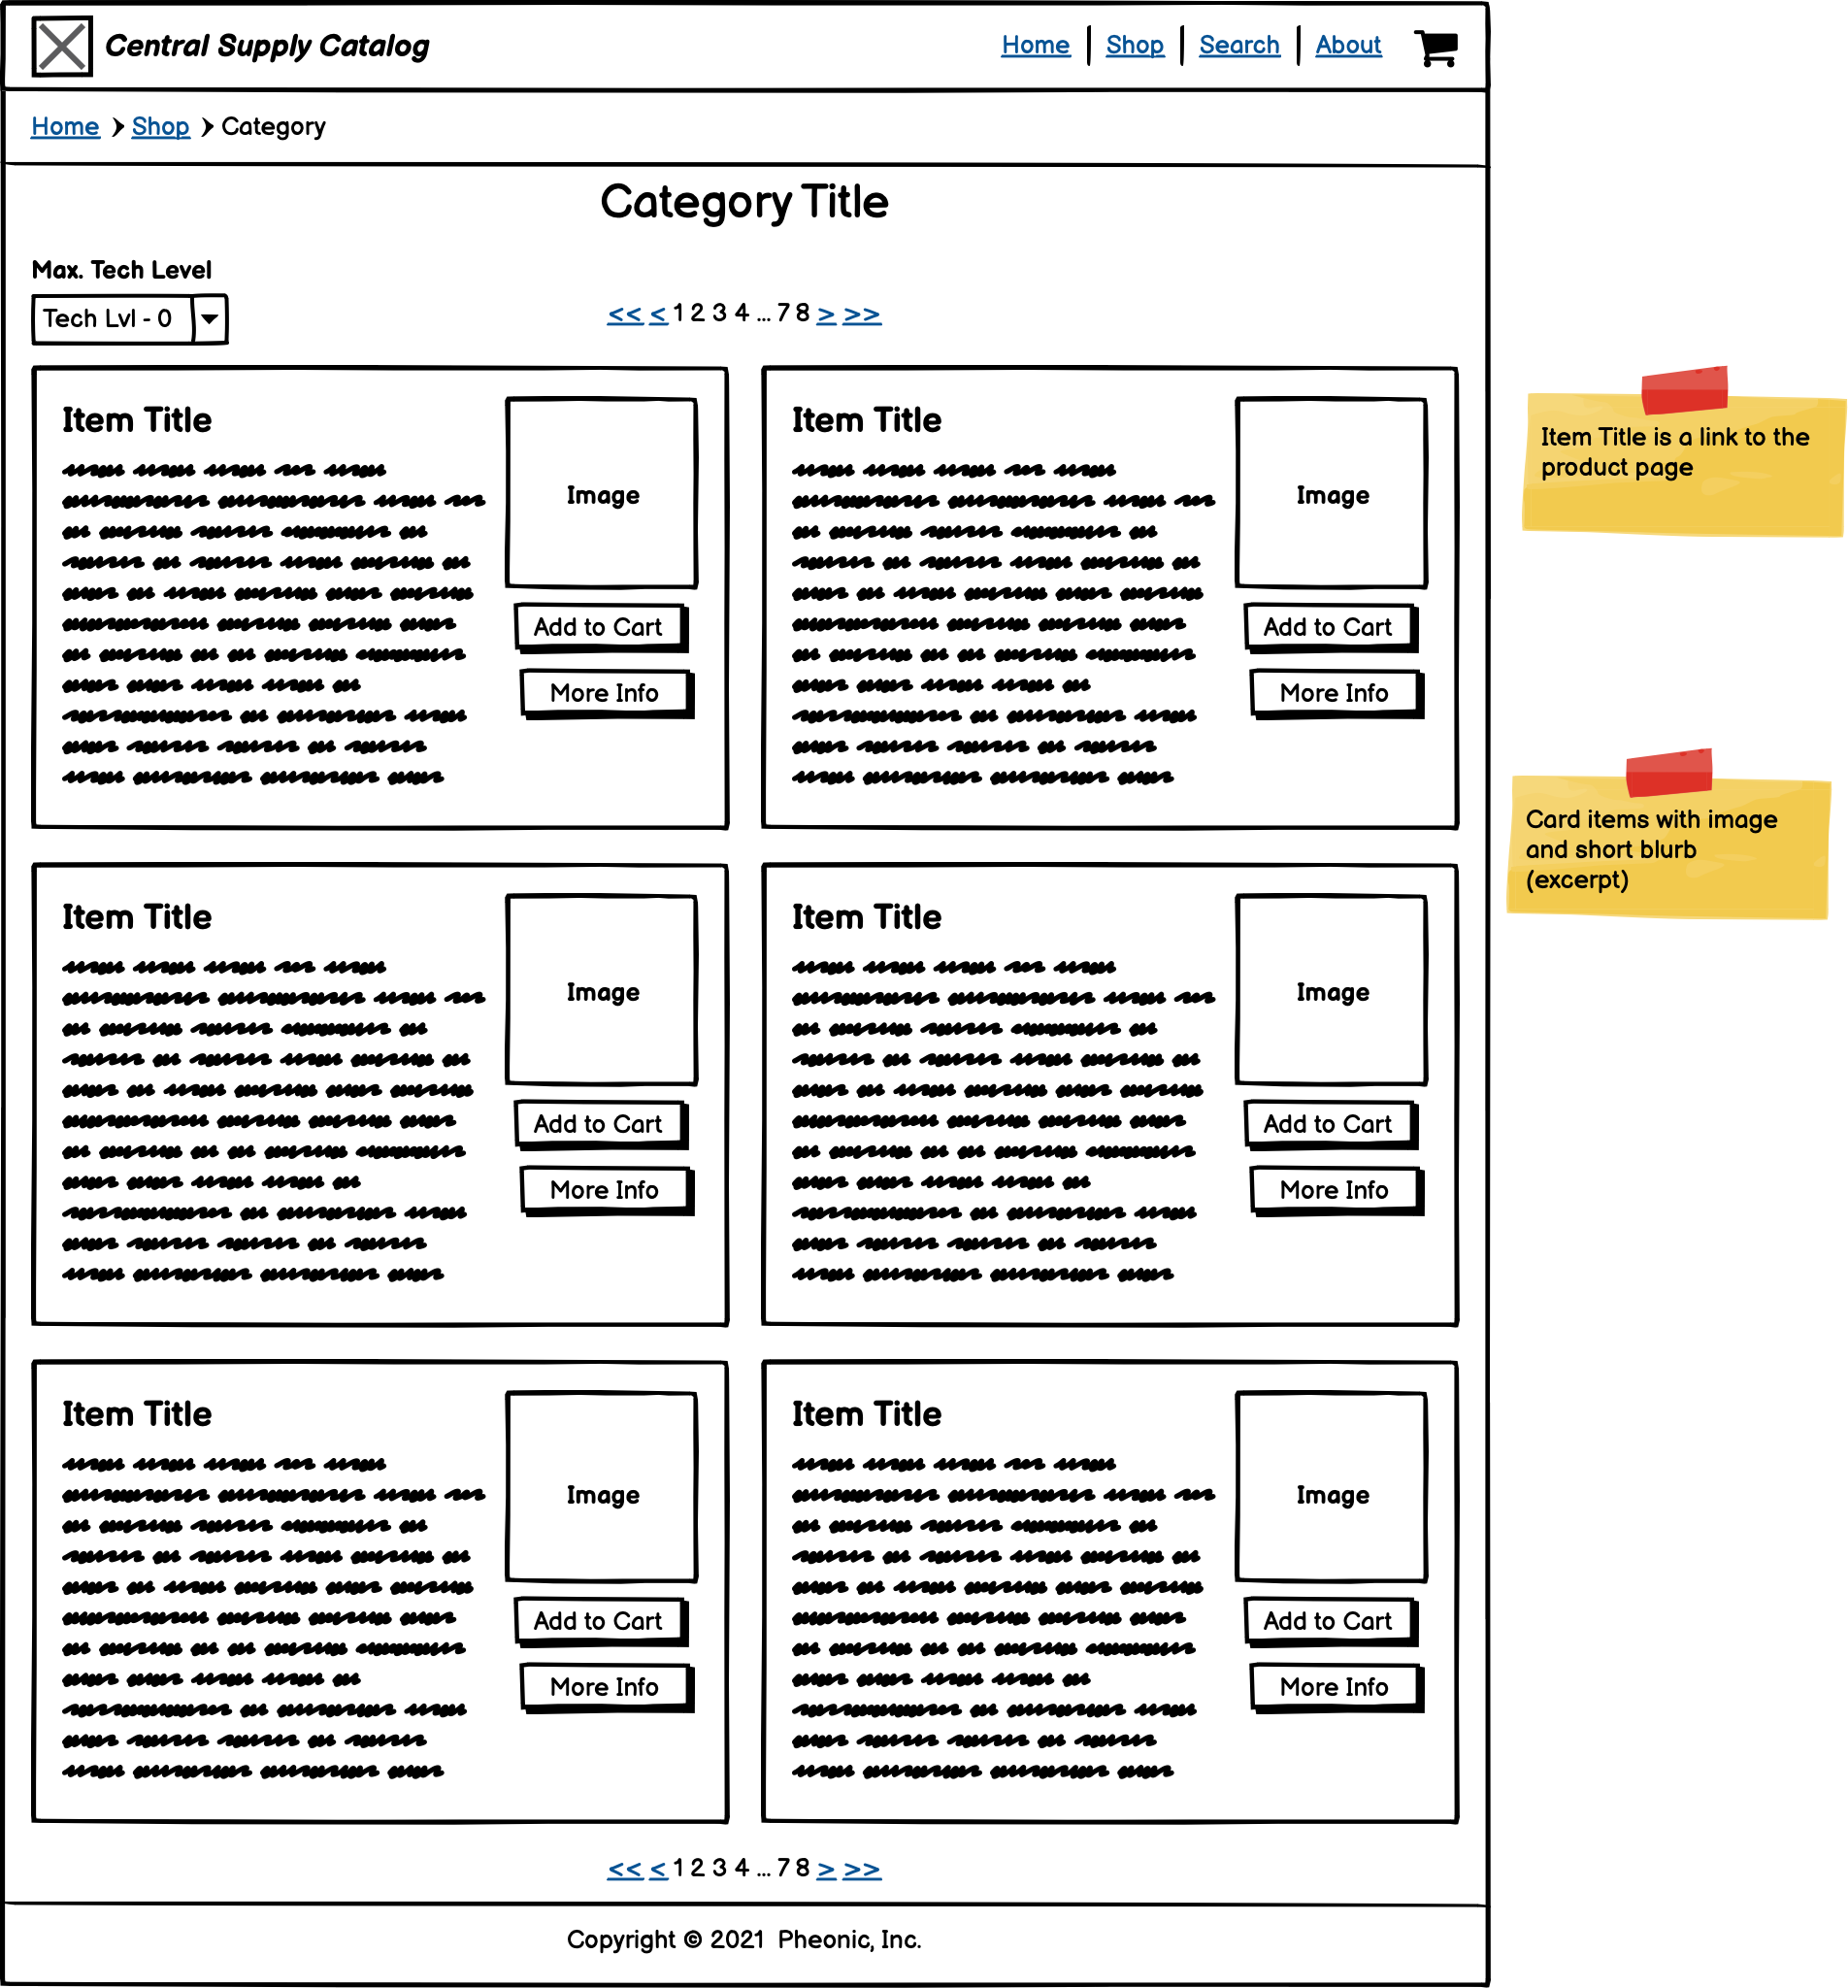 Central Supply Catalog
Home | Shop | Search | About
Home > Shop > Category
Category Title
Max. Tech Level
Tech Lvl - 0
<< < 1 2 3 4 ... 7 8 > >>
Item Title
Image
Add to Cart
More Info
Item Title
Image
Add to Cart
More Info
Item Title is a link to the
product page
Card items with image
and short blurb
(excerpt)
Item Title
Image
Add to Cart
More Info
Item Title
Image
Add to Cart
More Info
Item Title
Image
Add to Cart
More Info
Item Title
Image
Add to Cart
More Info
<< < 1 2 3 4 ... 7 8 > >>
Copyright © 2021  Pheonic, Inc.